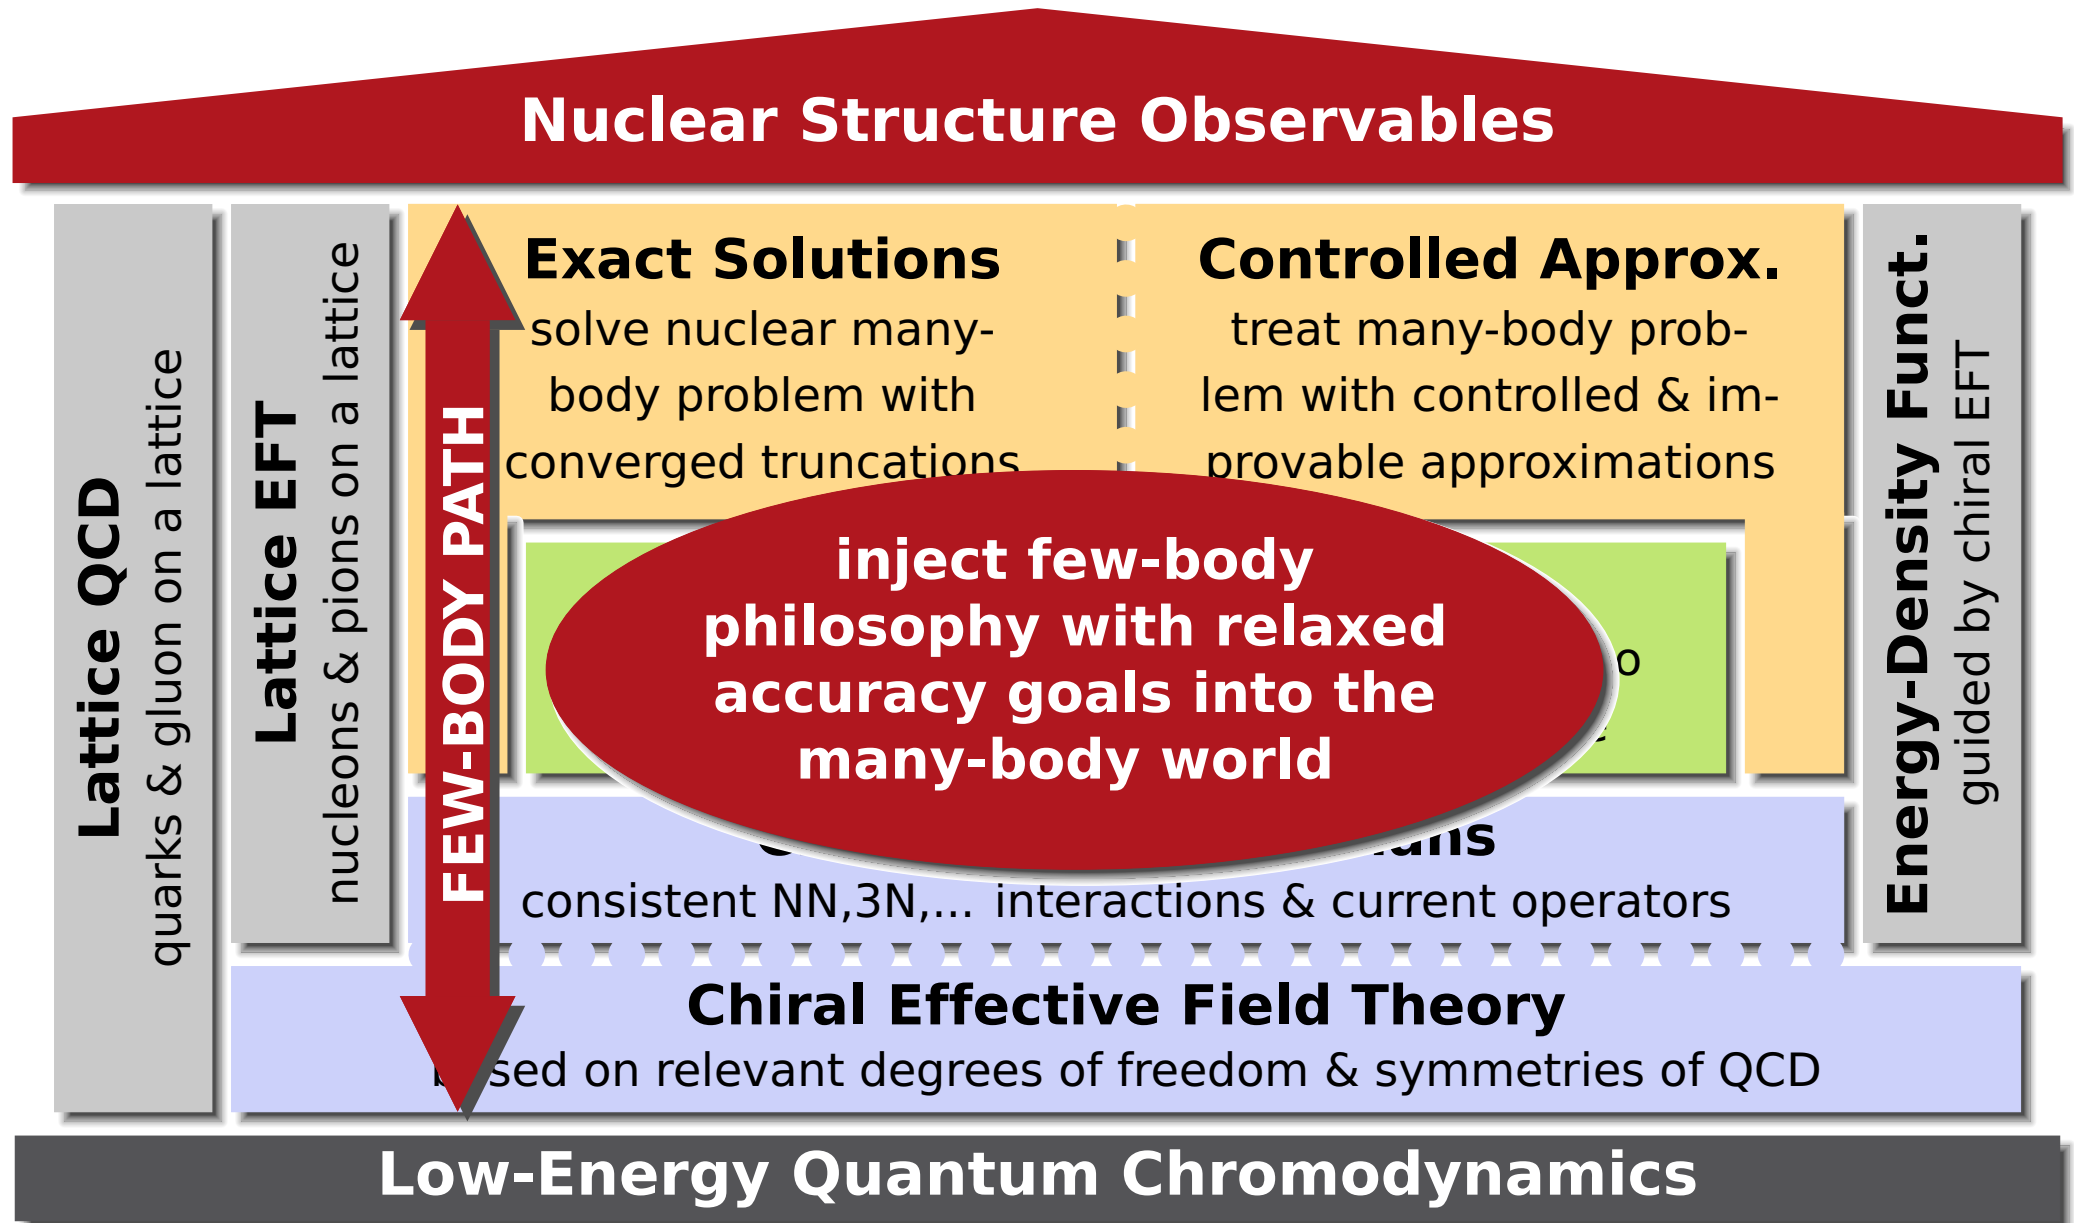 Nuclear Structure Observables
Lattice QCD
quarks & gluon on a lattice
Lattice EFT
nucleons & pions on a lattice
FEW-BODY PATH
Exact Solutions
solve nuclear many-
body problem with
converged truncations
Controlled Approx.
treat many-body prob-
lem with controlled & im-
provable approximations
Energy-Density Funct.
guided by chiral EFT
inject few-body
philosophy with relaxed
accuracy goals into the
many-body world
consistent NN,3N,... interactions & current operators
Chiral Effective Field Theory
on relevant degrees of freedom & symmetries of QCD
Low-Energy Quantum Chromodynamics